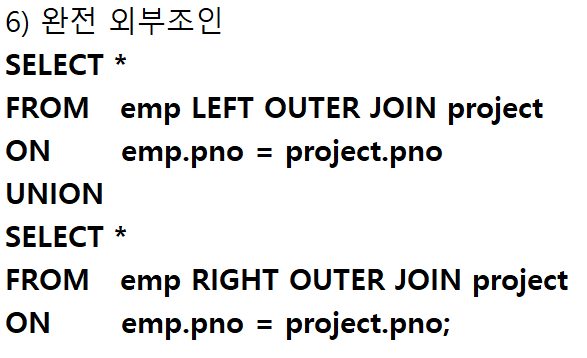 6) 완전 외부조인
SELECT *
FROM emp LEFT OUTER JOIN project
ON emp.pno = project.pno
UNION
SELECT *
FROM emp RIGHT OUTER JOIN project
ON emp.pno = project.pno;